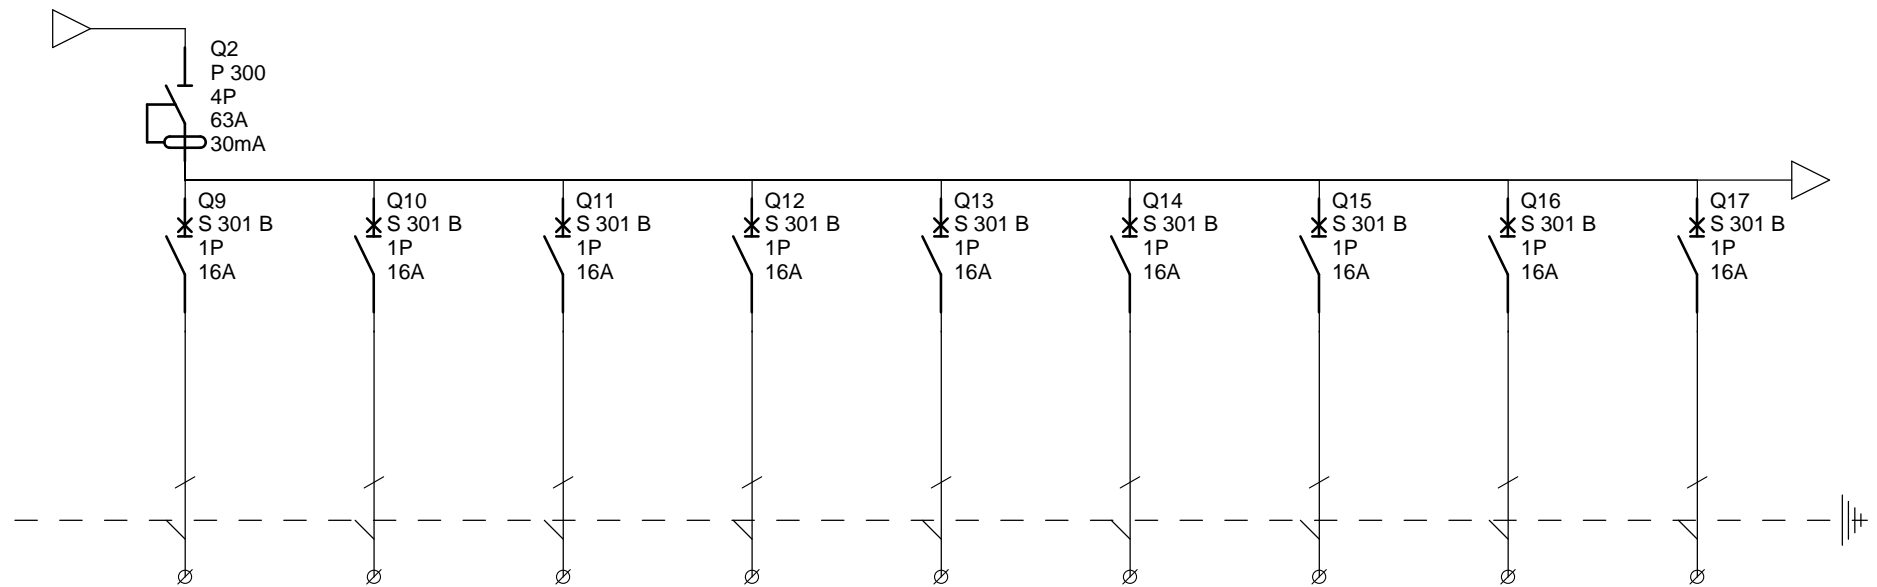 Q2
P 300
4P
63A
30mA
Q9
S 301 B
1P
16A
Q10
S 301 B
1P
16A
Q11
S 301 B
1P
16A
Q12
S 301 B
1P
16A
Q13
S 301 B
1P
16A
Q14
S 301 B
1P
16A
Q15
S 301 B
1P
16A
Q16
S 301 B
1P
16A
Q17
S 301 B
1P
16A